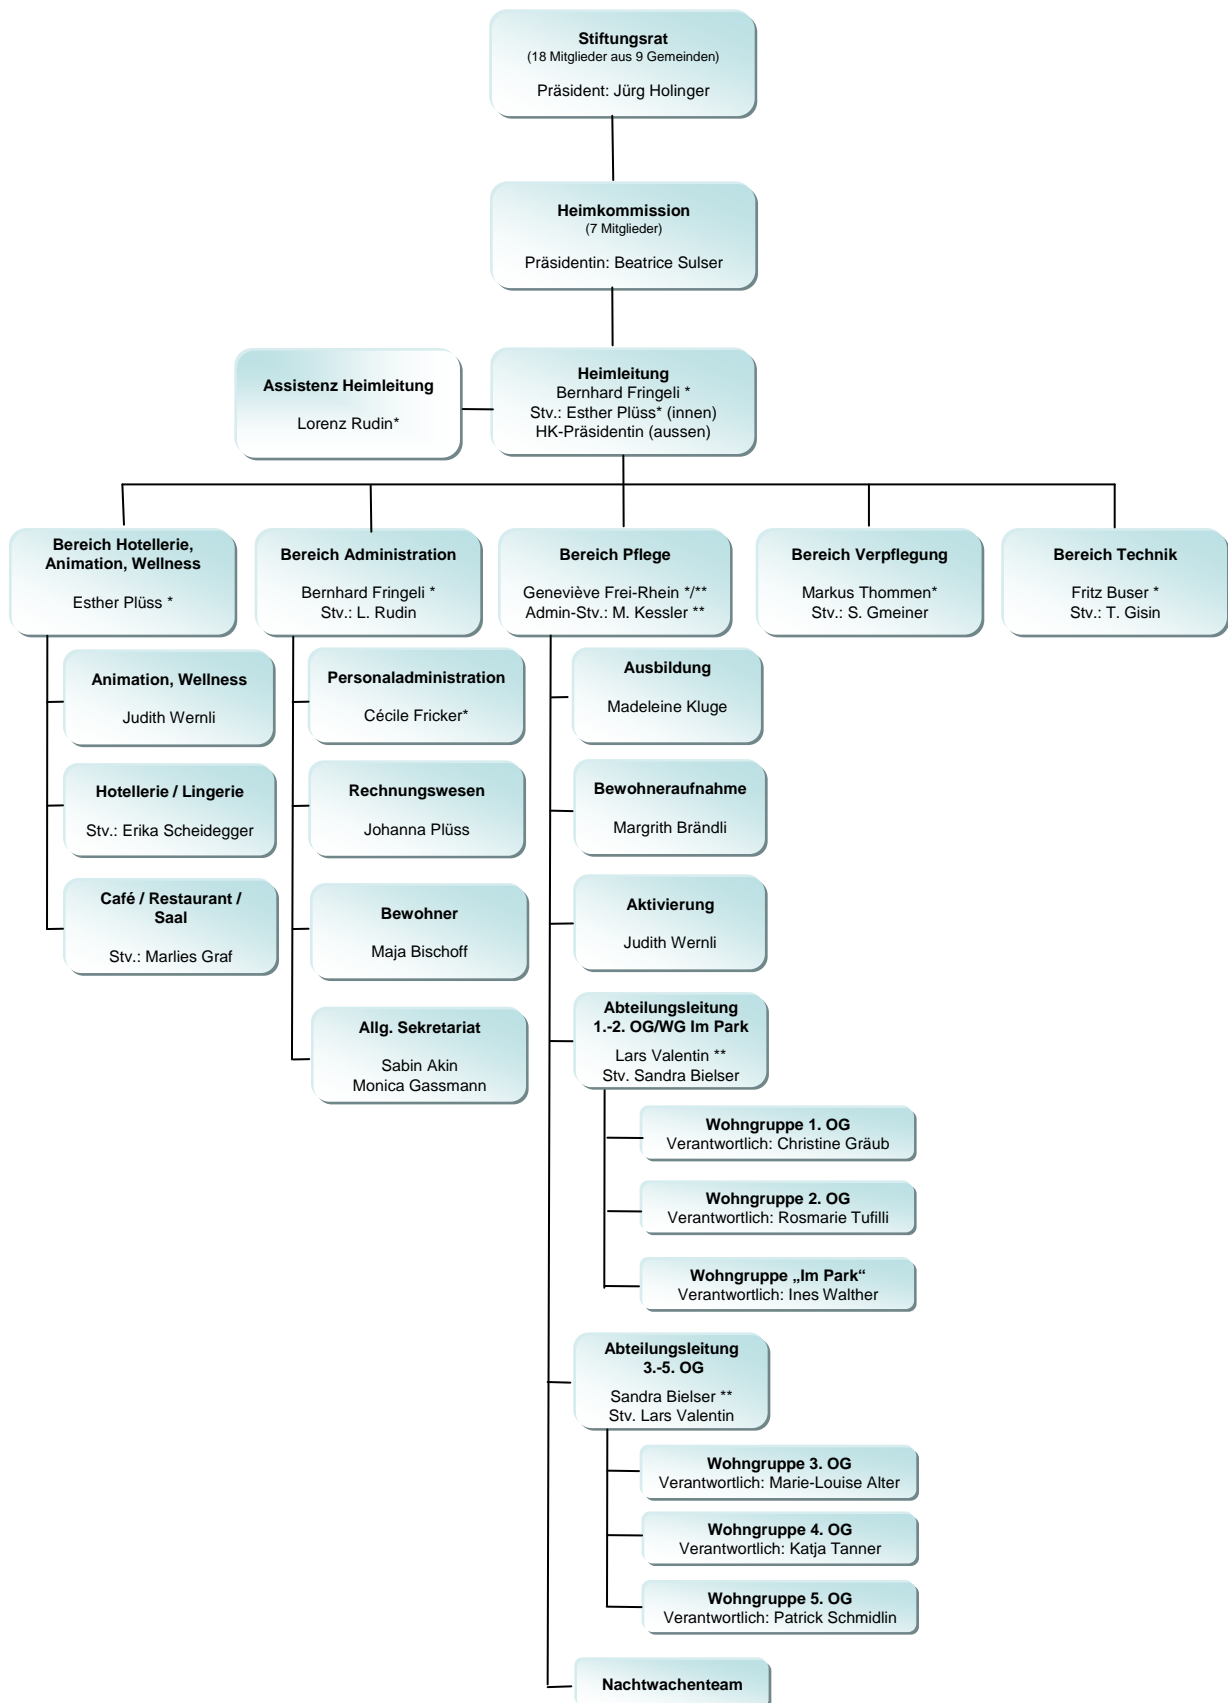 Stiftungsrat
(18 Mitglieder aus 9 Gemeinden)
Präsident: Jürg Holinger
Heimkommission
(7 Mitglieder)
Präsidentin: Beatrice Sulser
Assistenz Heimleitung
Lorenz Rudin*
Heimleitung
Bernhard Fringeli *
Stv.: Esther Plüss* (innen)
HK-Präsidentin (aussen)
Bereich Hotellerie,
Animation, Wellness
Esther Plüss *
Bereich Administration
Bernhard Fringeli *
Stv.: L. Rudin
Bereich Pflege
Geneviève Frei-Rhein */**
Admin-Stv.: M. Kessler **
Bereich Verpflegung
Markus Thommen*
Stv.: S. Gmeiner
Bereich Technik
Fritz Buser *
Stv.: T. Gisin
Animation, Wellness
Judith Wernli
Hotellerie / Lingerie
Stv.: Erika Scheidegger
Café / Restaurant /
Saal
Stv.: Marlies Graf
Personaladministration
Cécile Fricker*
Rechnungswesen
Johanna Plüss
Bewohner
Maja Bischoff
Allg. Sekretariat
Sabin Akin
Monica Gassmann
Ausbildung
Madeleine Kluge
Bewohneraufnahme
Margrith Brändli
Aktivierung
Judith Wernli
Abteilungsleitung
1.-2. OG/WG Im Park
Lars Valentin **
Stv. Sandra Bielser
Wohngruppe 1. OG
Verantwortlich: Christine Gräub
Wohngruppe 2. OG
Verantwortlich: Rosmarie Tufilli
Wohngruppe „Im Park“
Verantwortlich: Ines Walther
Abteilungsleitung
3.-5. OG
Sandra Bielser **
Stv. Lars Valentin
Wohngruppe 3. OG
Verantwortlich: Marie-Louise Alter
Wohngruppe 4. OG
Verantwortlich: Katja Tanner
Wohngruppe 5. OG
Verantwortlich: Patrick Schmidlin
Nachtwachenteam